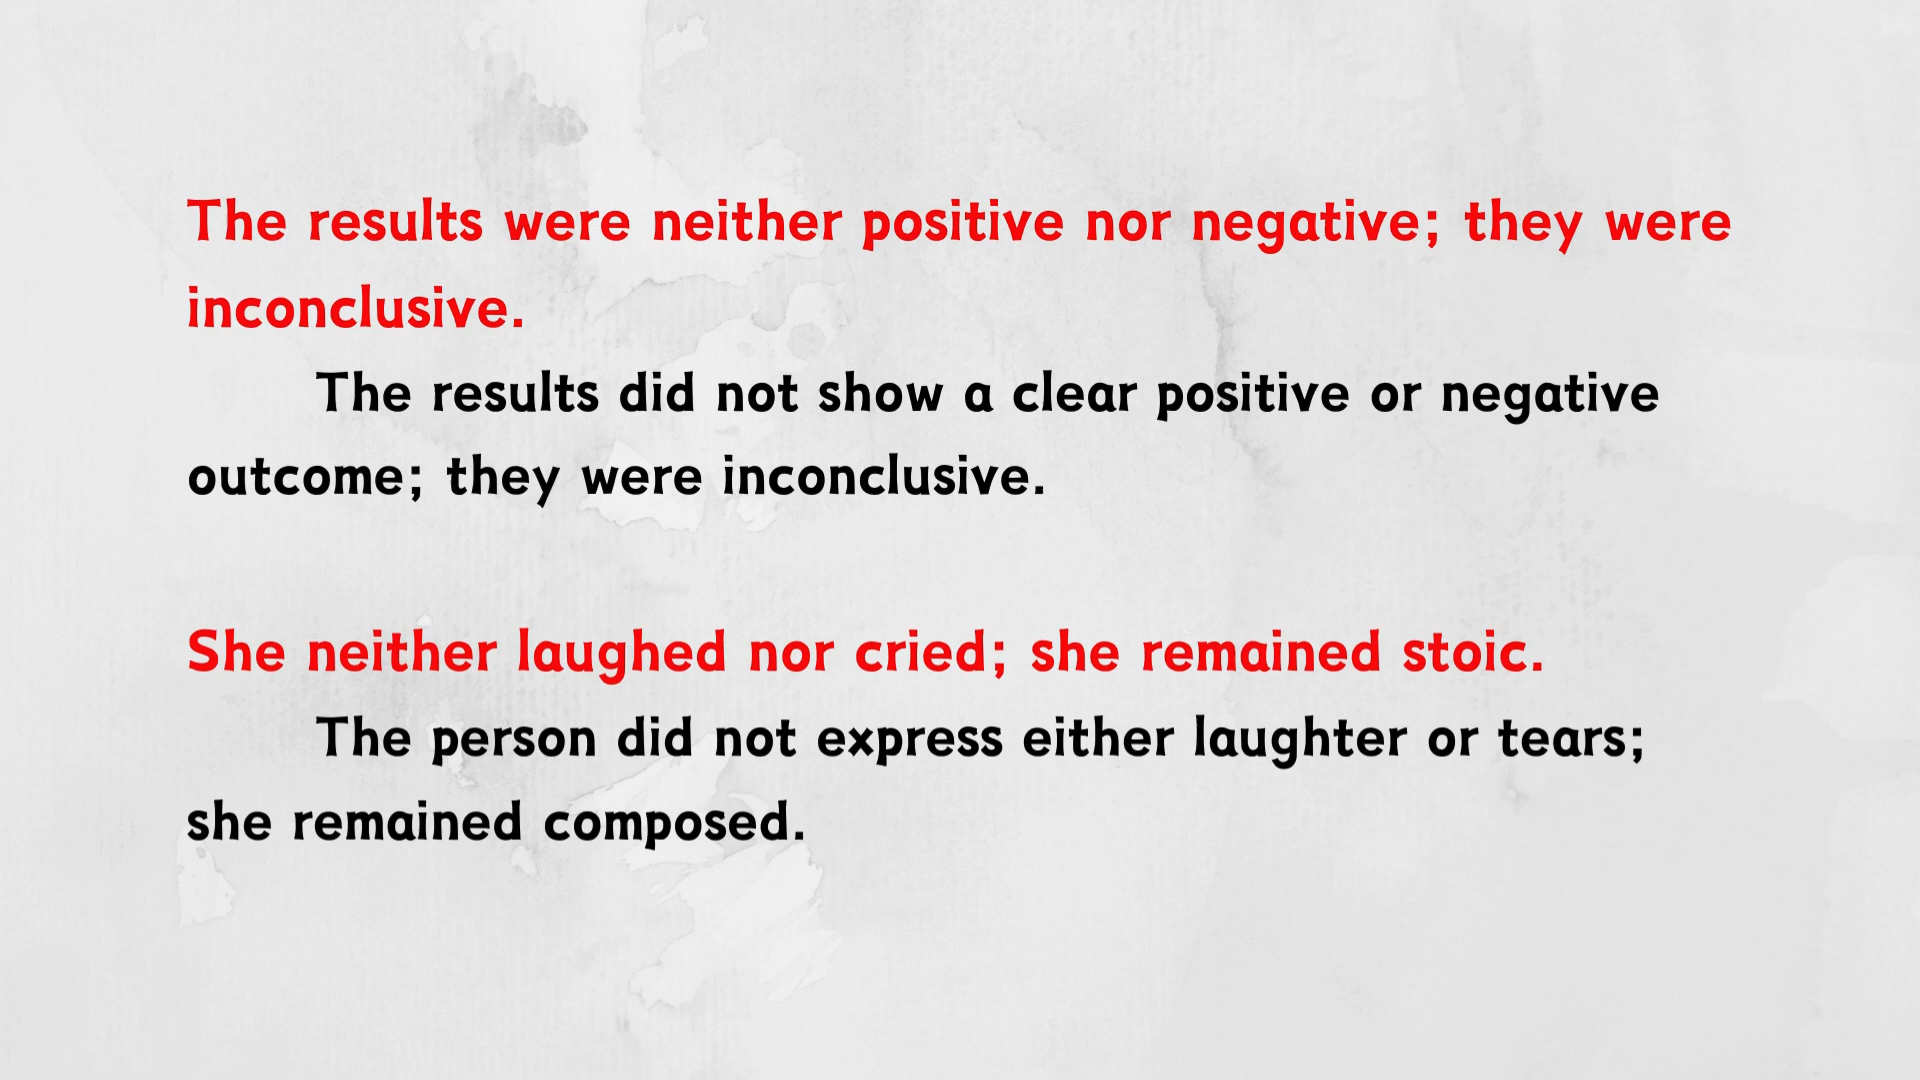 The results were neither positive nor negative; they were
inconclusive.
The results did not show a clear positive or negative
outcome; they were inconclusive.
She neither laughed nor cried; she remained stoic.
The person did not express either laughter or tears;
she remained composed.